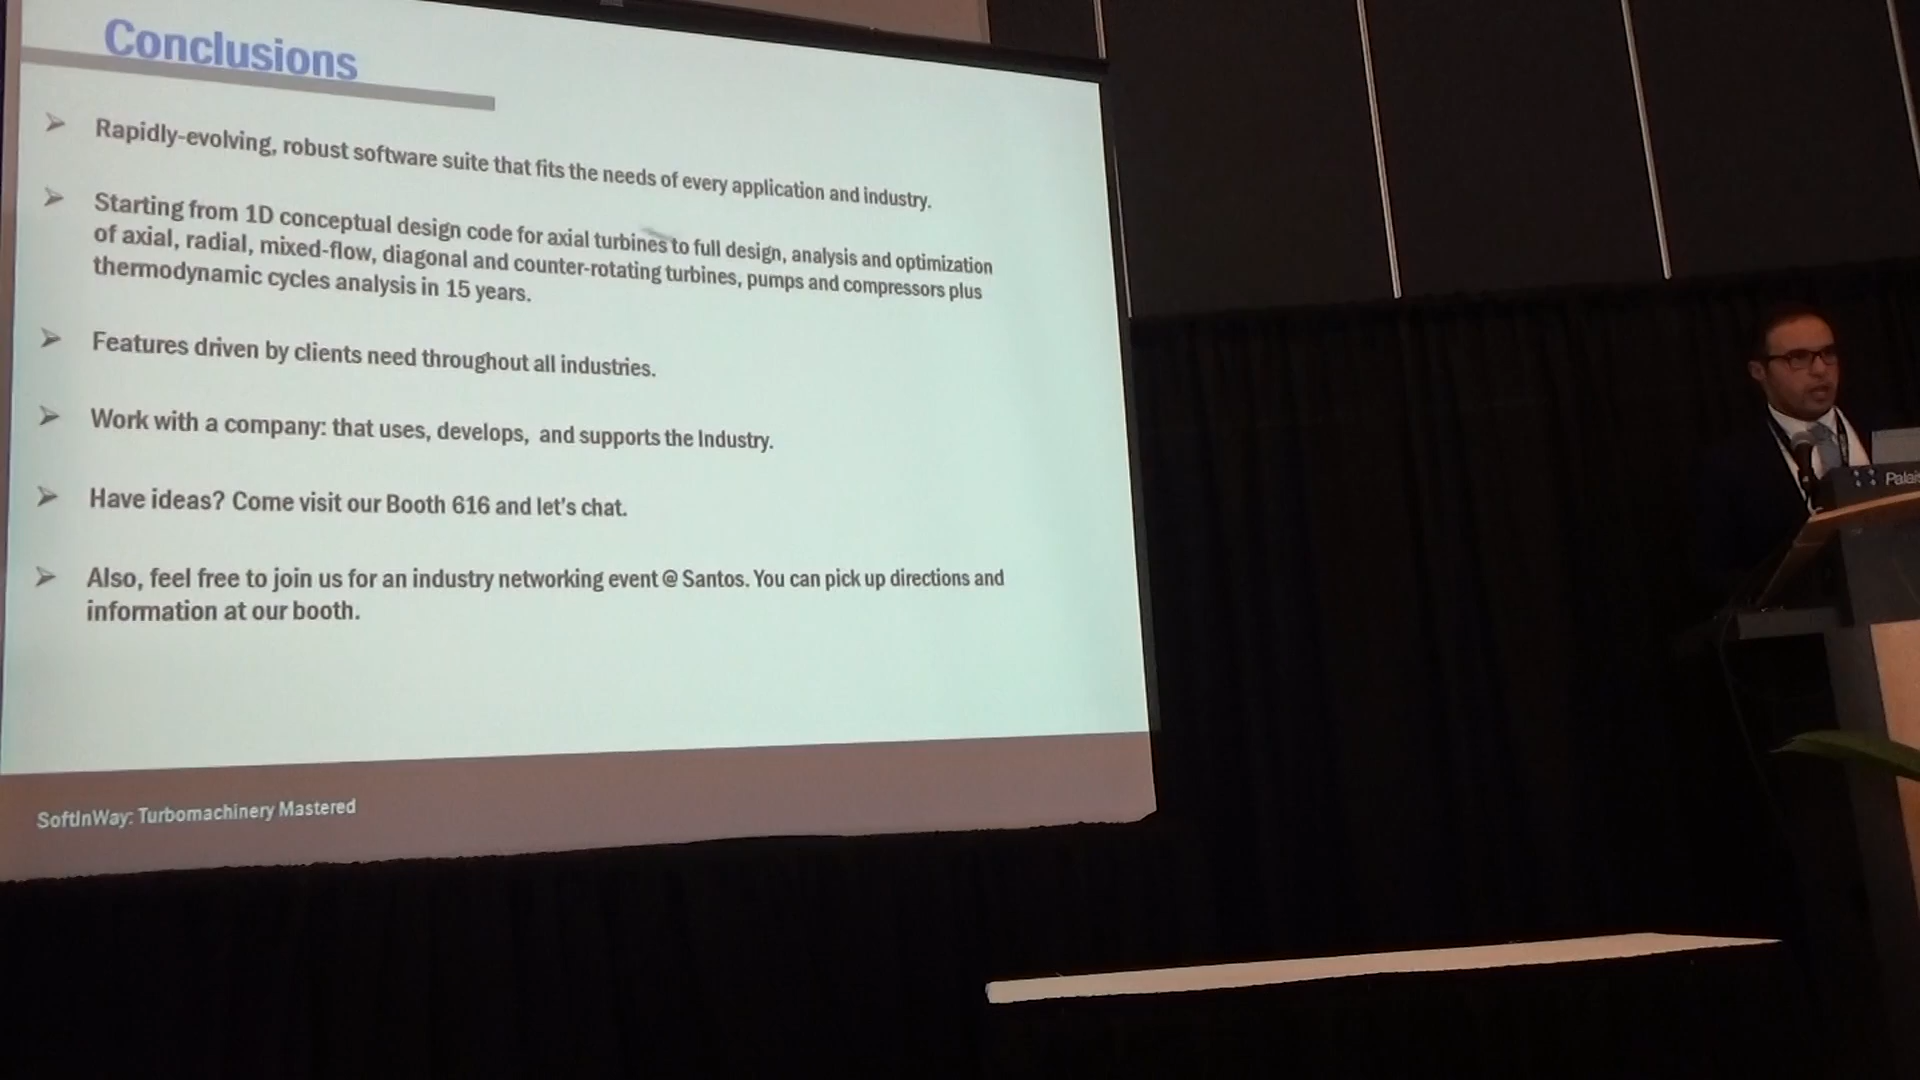 Conclusions
Rapidly-evolving, robust software suite that fits the needs of every application and industry.
Starting from 1D conceptual design code for axial turbines to full design, analysis and optimization
of axial, radial, mixed-flow, diagonal and counter-rotating turbines, pumps and compressors plus
thermodynamic cycles analysis in 15 years.
Features driven by clients need throughout all industries.
Work with a company: that uses, develops, and supports the Industry.
Have ideas? Come visit our Booth 616 and let's chat.
Also, feel free to join us for an industry networking event @ Santos. You can pick up directions and
information at our booth.
SoftInWay: Turbomachinery Mastered